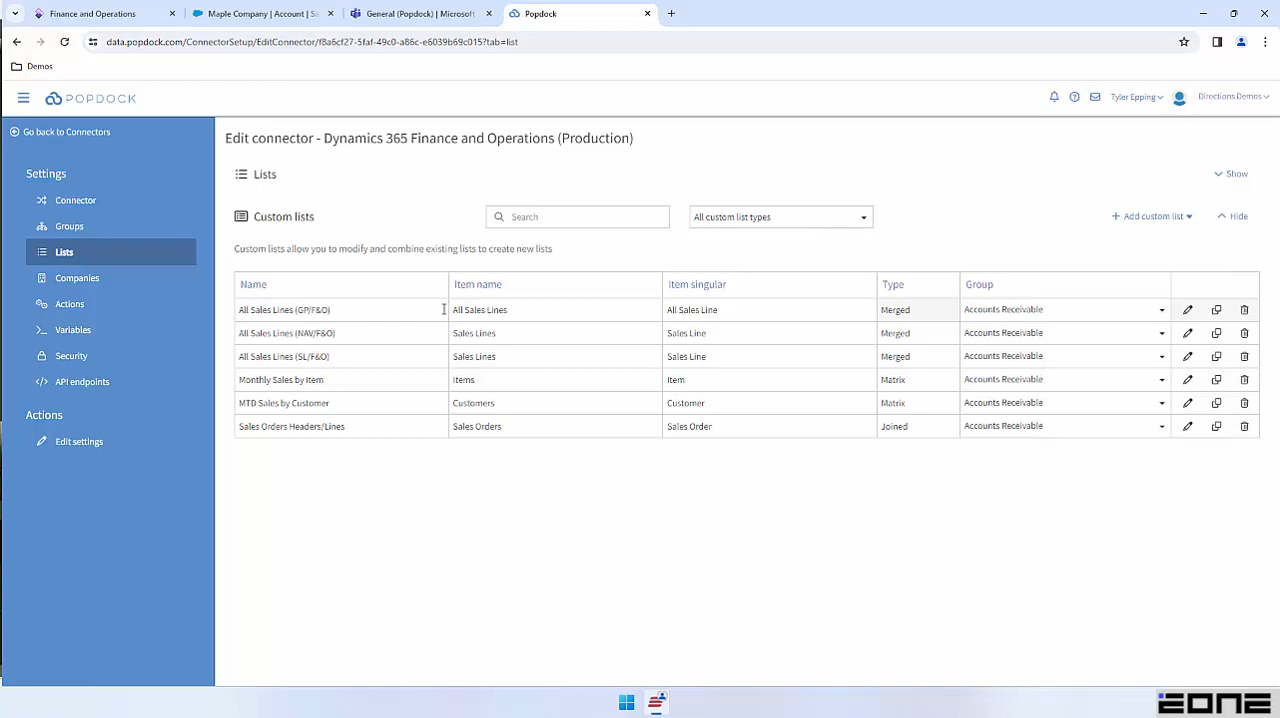 Finance and Operations
Maple Company | Account | Sa
General (Popdock) | Microsoft
Popdock
data.popdock.com/ConnectorSetup/EditConnector/f8a6cf27-5faf-49c0-a86c-e6039b69c015?tab=list
Demos
POPDOCK
Tyler Epping
Directions Demos
Go back to Connectors
Edit connector - Dynamics 365 Finance and Operations (Production)
Settings
Connector
Groups
Lists
Companies
Actions
Variables
Security
API endpoints
Actions
Edit settings
Lists
Show
Custom lists
Search
All custom list types
Add custom list
Hide
Custom lists allow you to modify and combine existing lists to create new lists
Name Item name Item singular Type Group
All Sales Lines (GP/F&O) All Sales Lines All Sales Line Merged Accounts Receivable
All Sales Lines (NAV/F&O) Sales Lines Sales Line Merged Accounts Receivable
All Sales Lines (SL/F&O) Sales Lines Sales Line Merged Accounts Receivable
Monthly Sales by Item Items Item Matrix Accounts Receivable
MTD Sales by Customer Customers Customer Matrix Accounts Receivable
Sales Orders Headers/Lines Sales Orders Sales Order Joined Accounts Receivable
eone